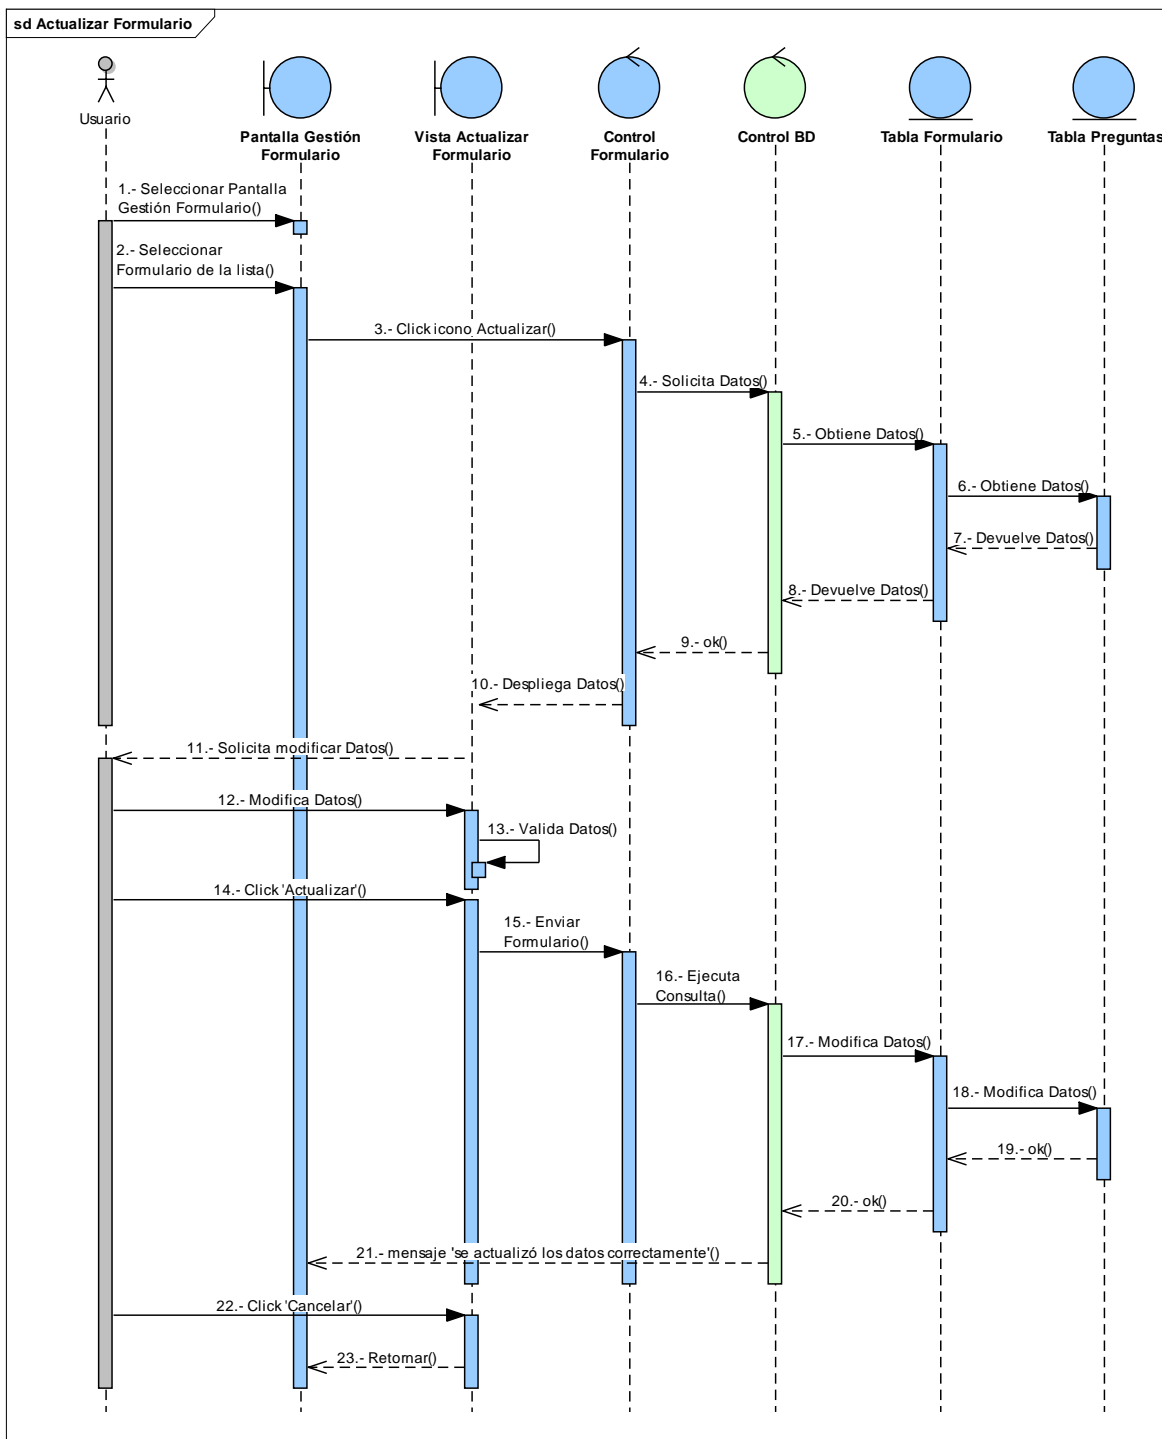 sd Actualizar Formulario
Usuario
Pantalla Gestión
Formulario
Vista Actualizar
Formulario
Control
Formulario
Control BD
Tabla Formulario
Tabla Preguntas
1.- Seleccionar Pantalla
Gestión Formulario()
2.- Seleccionar
Formulario de la lista()
3.- Click icono Actualizar()
4.- Solicita Datos()
5.- Obtiene Datos()
6.- Obtiene Datos()
7.- Devuelve Datos()
8.- Devuelve Datos()
9.- ok()
10.- Despliega Datos()
11.- Solicita modificar Datos()
12.- Modifica Datos()
13.- Valida Datos()
14.- Click 'Actualizar'()
15.- Enviar
Formulario()
16.- Ejecuta
Consulta()
17.- Modifica Datos()
18.- Modifica Datos()
19.- ok()
20.- ok()
21.- mensaje 'se actualizó los datos correctamente'()
22.- Click 'Cancelar'()
23.- Retornar()